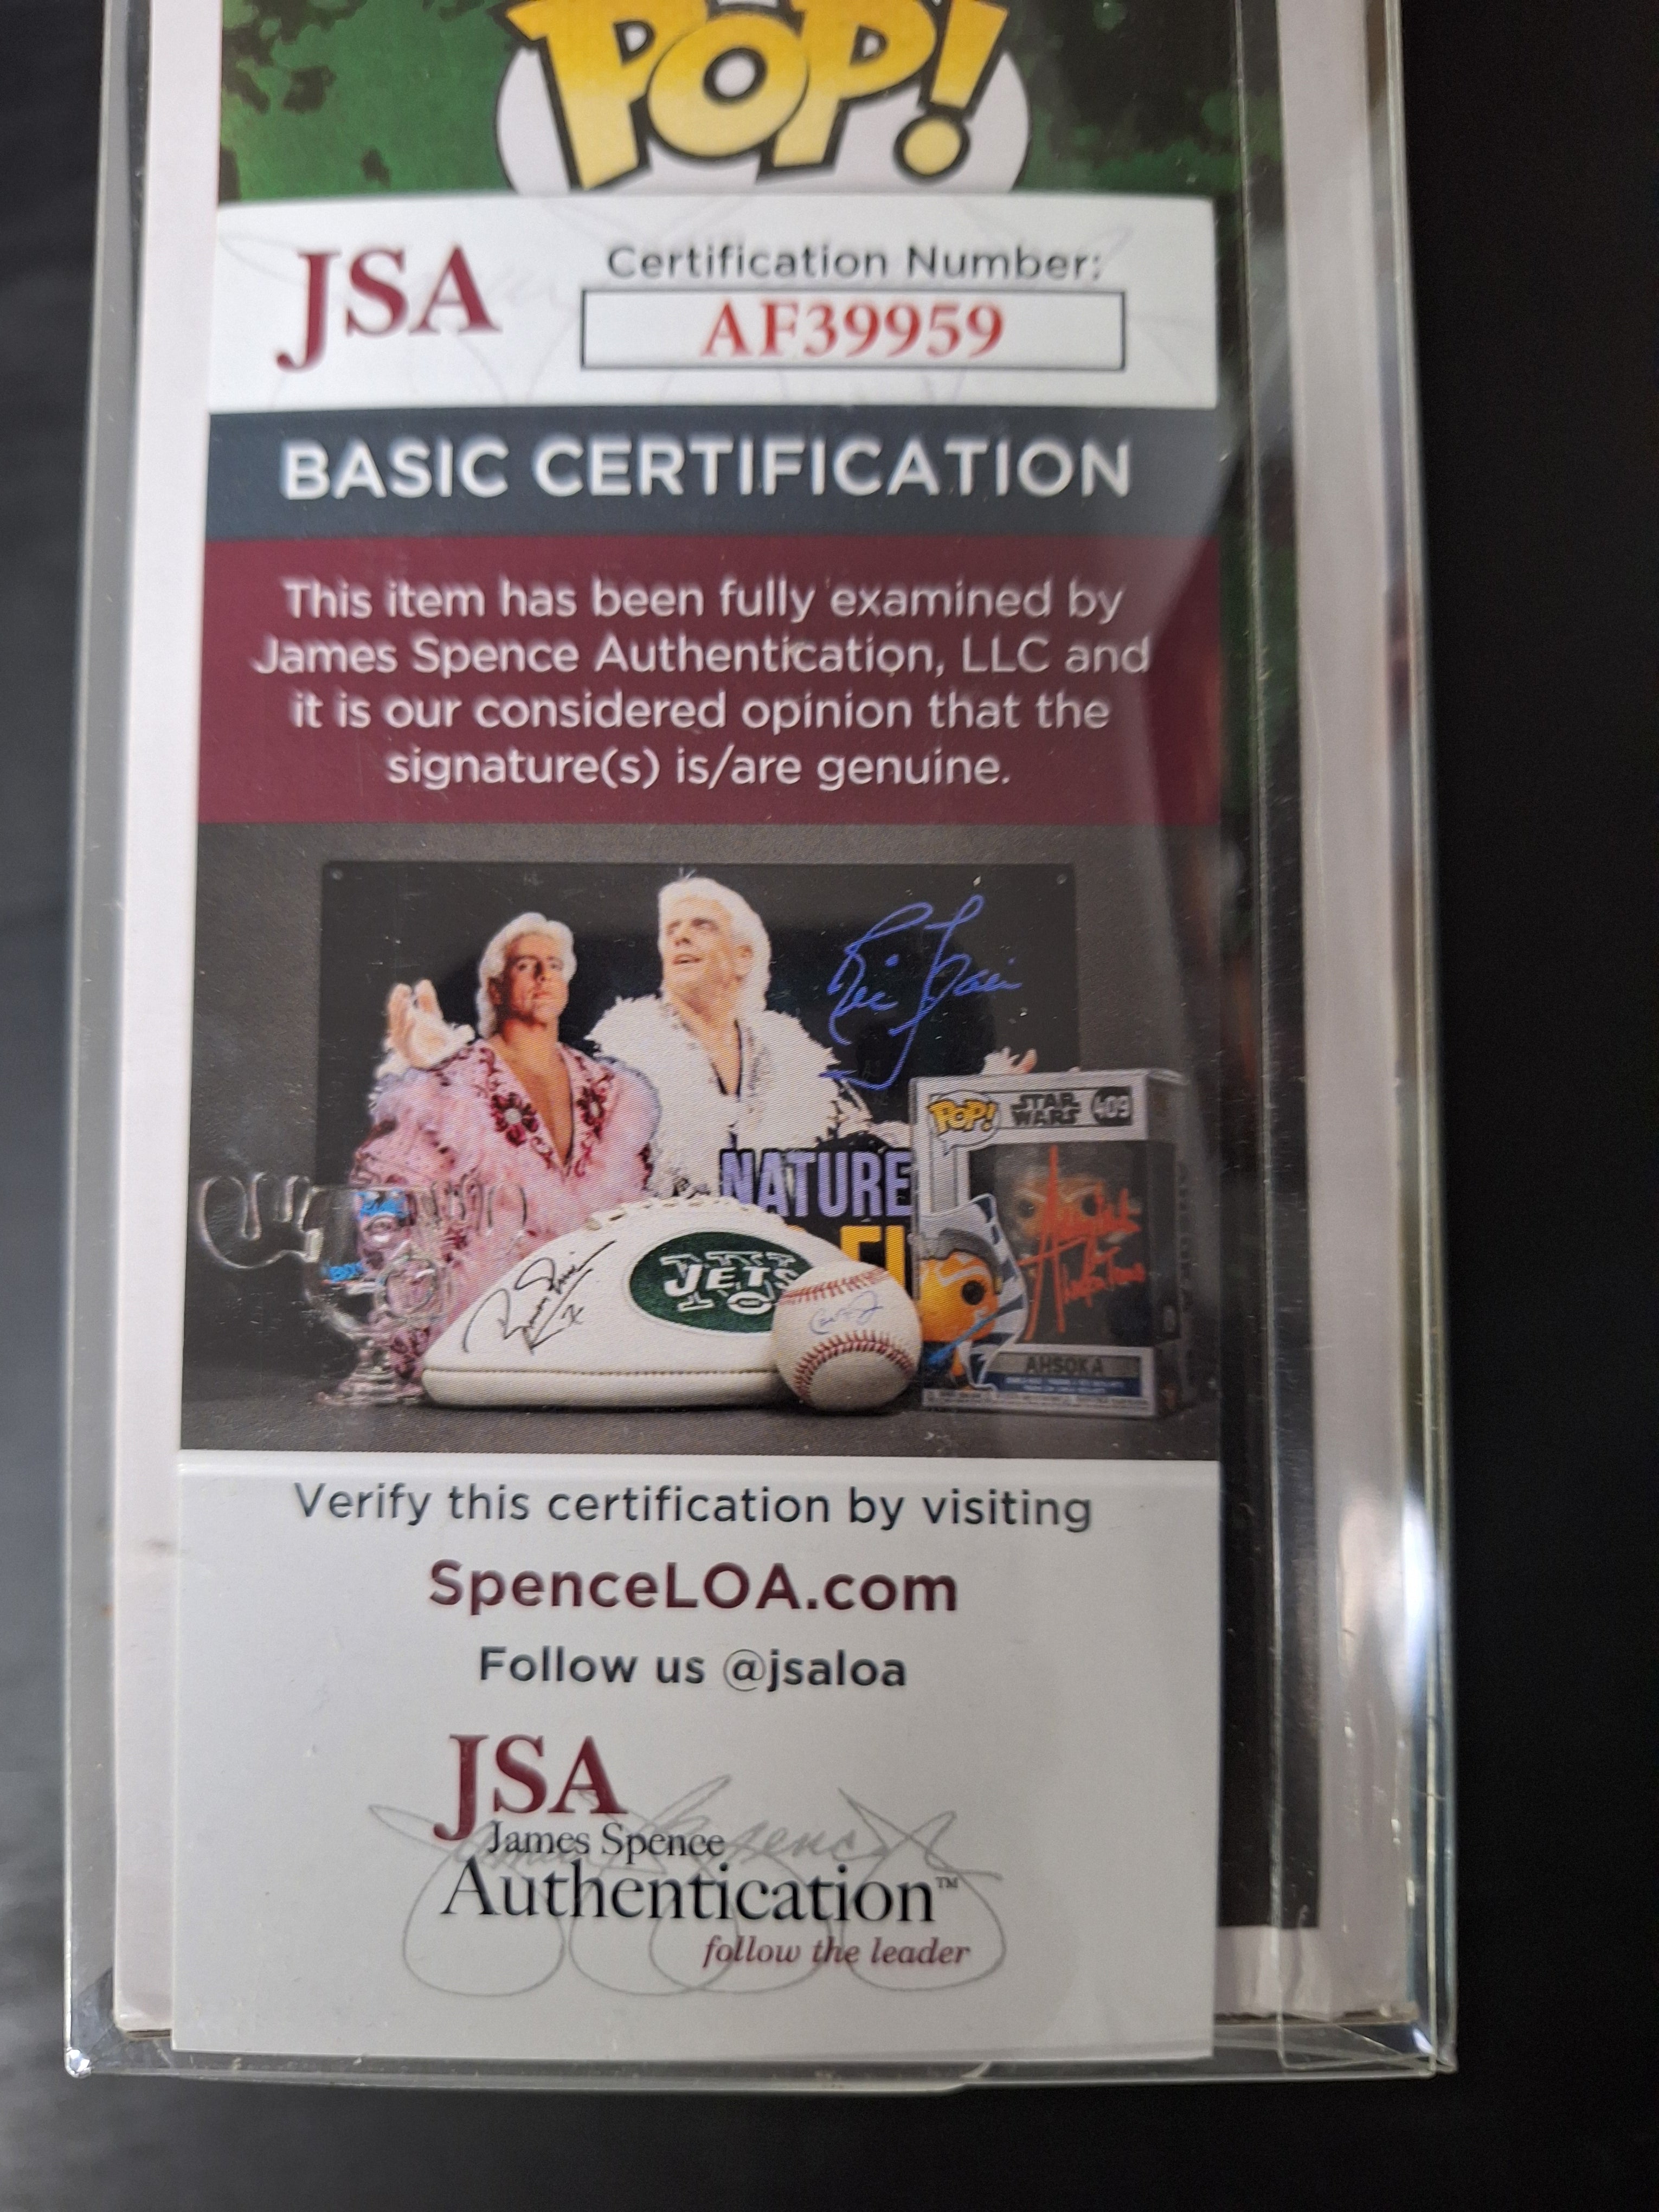 POP!
JSA
Certification Number:
AF39959
BASIC CERTIFICATION
This item has been fully examined by
James Spence Authentication, LLC and
it is our considered opinion that the
signature(s) is/are genuine.
POP! STAR WARS 409
NATURE
JETS
AHSOKA
Verify this certification by visiting
SpenceLOA.com
Follow us @jsaloa
JSA
James Spence
Authentication™
follow the leader